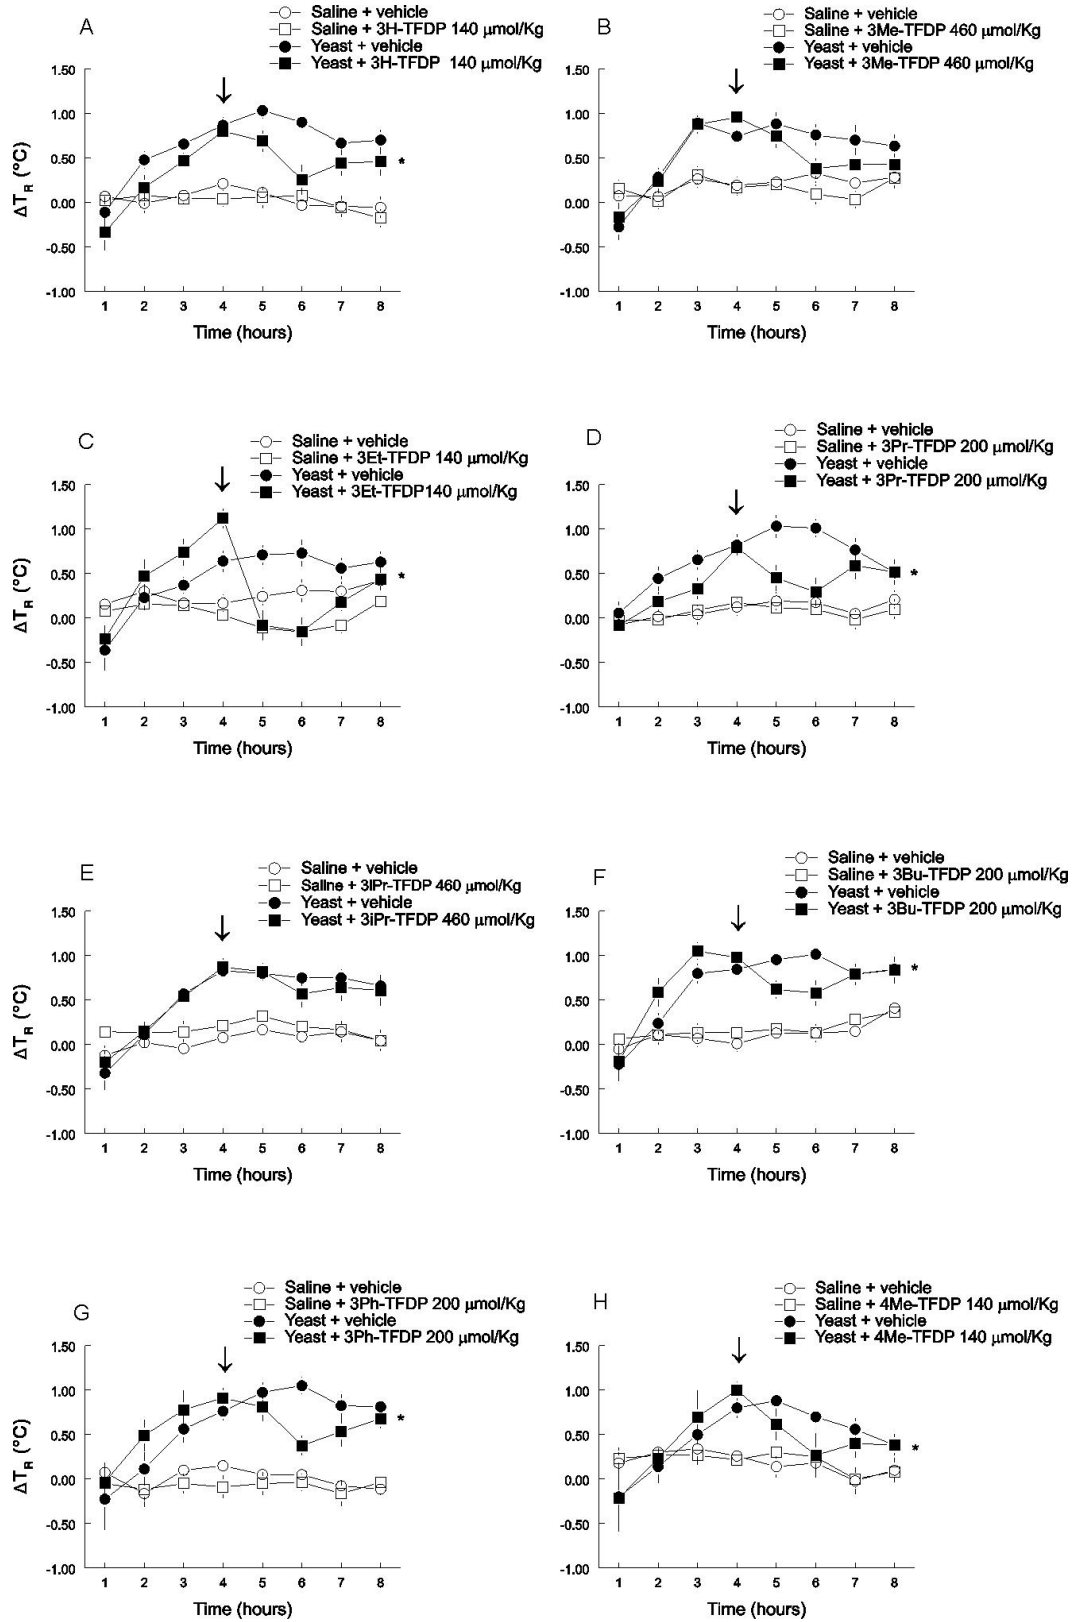 A
Saline + vehicle
Saline + 3H-TFDP 140 μmol/Kg
Yeast + vehicle
Yeast + 3H-TFDP 140 μmol/Kg
1.50
1.00
0.50
0.00
-0.50
-1.00
ΔTR (°C)
*
1 2 3 4 5 6 7 8
Time (hours)
B
Saline + vehicle
Saline + 3Me-TFDP 460 μmol/Kg
Yeast + vehicle
Yeast + 3Me-TFDP 460 μmol/Kg
1.50
1.00
0.50
0.00
-0.50
-1.00
1 2 3 4 5 6 7 8
Time (hours)
C
Saline + vehicle
Saline + 3Et-TFDP 140 μmol/Kg
Yeast + vehicle
Yeast + 3Et-TFDP140 μmol/Kg
1.50
1.00
0.50
0.00
-0.50
-1.00
ΔTR (°C)
*
1 2 3 4 5 6 7 8
Time (hours)
D
Saline + vehicle
Saline + 3Pr-TFDP 200 μmol/Kg
Yeast + vehicle
Yeast + 3Pr-TFDP 200 μmol/Kg
1.50
1.00
0.50
0.00
-0.50
-1.00
*
1 2 3 4 5 6 7 8
Time (hours)
E
Saline + vehicle
Saline + 3IPr-TFDP 460 μmol/Kg
Yeast + vehicle
Yeast + 3iPr-TFDP 460 μmol/Kg
1.50
1.00
0.50
0.00
-0.50
-1.00
ΔTR (°C)
1 2 3 4 5 6 7 8
Time (hours)
F
Saline + vehicle
Saline + 3Bu-TFDP 200 μmol/Kg
Yeast + vehicle
Yeast + 3Bu-TFDP 200 μmol/Kg
1.50
1.00
0.50
0.00
-0.50
-1.00
*
1 2 3 4 5 6 7 8
Time (hours)
G
Saline + vehicle
Saline + 3Ph-TFDP 200 μmol/Kg
Yeast + vehicle
Yeast + 3Ph-TFDP 200 μmol/Kg
1.50
1.00
0.50
0.00
-0.50
-1.00
ΔTR (°C)
*
1 2 3 4 5 6 7 8
Time (hours)
H
Saline + vehicle
Saline + 4Me-TFDP 140 μmol/Kg
Yeast + vehicle
Yeast + 4Me-TFDP 140 μmol/Kg
1.50
1.00
0.50
0.00
-0.50
-1.00
*
1 2 3 4 5 6 7 8
Time (hours)